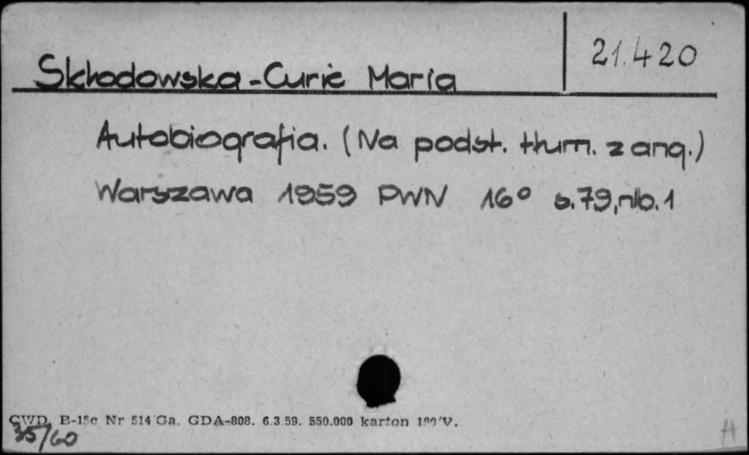 21.420
Skłodowska-Curie Maria
Autobiografia. (Na podst. tłum. z ang.)
Warszawa 1959 PWN 16° s.79,nlb.1
CWD, B-15c Nr 514 Ga. GDA-808. 6.3.59. 550.000 karton
35/60
H